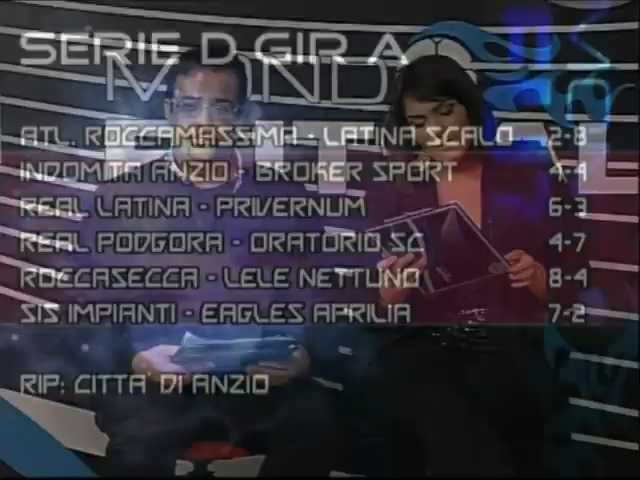 SERIE D GIR A
MONDO
ATL. ROCCAMASSIMA - LATINA SCALO 2-8
INDOMITA ANZIO - BROKER SPORT 4-4
REAL LATINA - PRIVERNUM 6-3
REAL PODGORA - ORATORIO SC 4-7
ROCCASECCA - LELE NETTUNO 8-4
SIS IMPIANTI - EAGLES APRILIA 7-2
RIP: CITTA' DI ANZIO